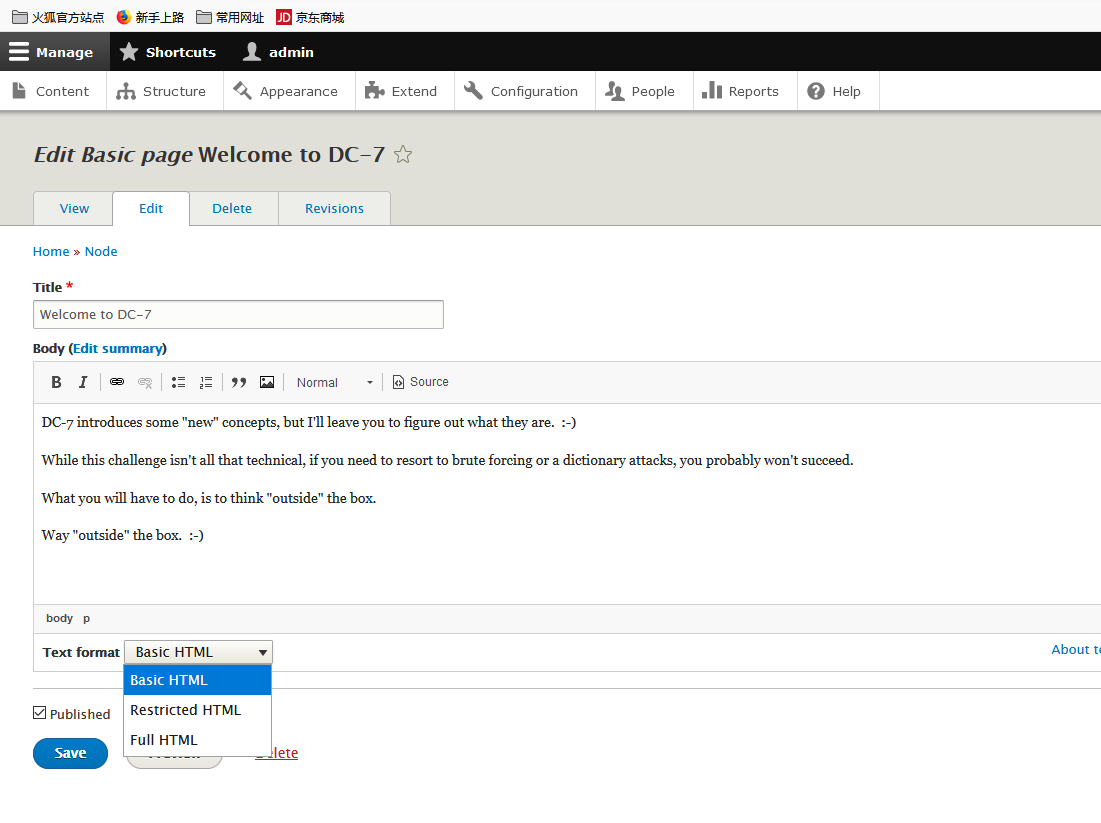 火狐官方站点 新手上路 常用网址 JD 京东商城
Manage Shortcuts admin
Content Structure Appearance Extend Configuration People Reports Help
Edit Basic page Welcome to DC-7
View Edit Delete Revisions
Home » Node
Title *
Welcome to DC-7
Body (Edit summary)
B I Normal Source
DC-7 introduces some "new" concepts, but I'll leave you to figure out what they are. :-)
While this challenge isn't all that technical, if you need to resort to brute forcing or a dictionary attacks, you probably won't succeed.
What you will have to do, is to think "outside" the box.
Way "outside" the box. :-)
body p
Text format Basic HTML About te
Basic HTML
Restricted HTML
Published
Full HTML
Save lete